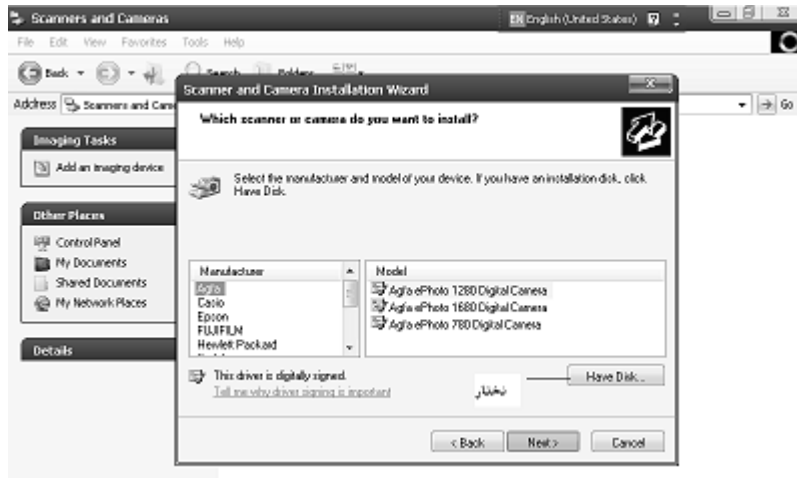 Scanners and Cameras
EN English (United States)
File Edit View Favorites Tools Help
Back Search Folders
Address Scanners and Came Go
Scanner and Camera Installation Wizard
Which scanner or camera do you want to install?
Imaging Tasks
Add an imaging device
Select the manufacturer and model of your device. If you have an installation disk, click
Have Disk.
Other Places
Control Panel
My Documents
Shared Documents
My Network Places
Details
Manufacturer
Agfa
Casio
Epson
FUJIFILM
Hewlett Packard
Model
Agfa ePhoto 1280 Digital Camera
Agfa ePhoto 1680 Digital Camera
Agfa ePhoto 780 Digital Camera
This driver is digitally signed.
Tell me why driver signing is important
نختار
Have Disk...
< Back Next > Cancel